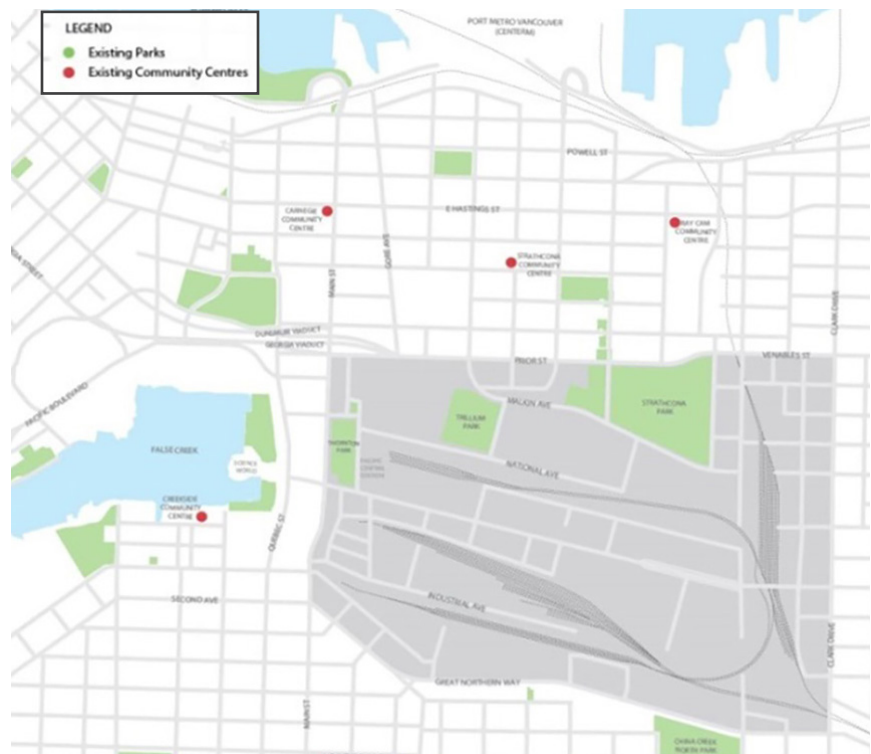 LEGEND
Existing Parks
Existing Community Centres
PORT METRO VANCOUVER
(CENTERM)
POWELL ST
E HASTINGS ST
CARNEGIE
COMMUNITY
CENTRE
RAY CAM
COMMUNITY
CENTRE
STRATHCONA
COMMUNITY
CENTRE
GORE AVE
MAIN ST
CLARK DRIVE
DUNSMUIR VIADUCT
GEORGIA VIADUCT
PRIOR ST
VENABLES ST
PACIFIC BOULEVARD
MALKIN AVE
STRATHCONA
PARK
TRILLIUM
PARK
THORNTON
PARK
FALSE CREEK
SCIENCE
WORLD
PACIFIC
CENTRAL
STATION
NATIONAL AVE
CREEKSIDE
COMMUNITY
CENTRE
QUEBEC ST
SECOND AVE
INDUSTRIAL AVE
CLARK DRIVE
GREAT NORTHERN WAY
MAIN ST
CHINA CREEK
NORTH PARK